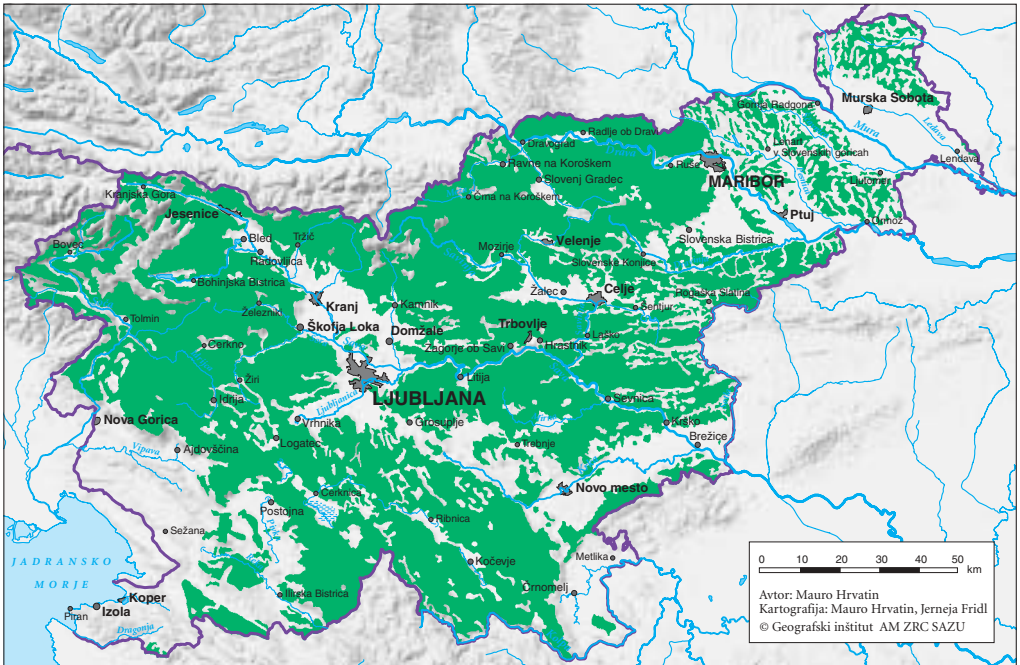 Gornja Radgona
Murska Sobota
Mura
Ledava
Lendava
Radlje ob Dravi
Dravograd
Lenart
v Slovenskih goricah
Ravne na Koroškem
Ruše
MARIBOR
Slovenj Gradec
Ljutomer
Kranjska Gora
Črna na Koroškem
Jesenice
Ptuj
Ormož
Bled
Tržič
Velenje
Slovenska Bistrica
Bovec
Mozirje
Radovljica
Slovenske Konjice
Bohinjska Bistrica
Žalec
Celje
Rogaška Slatina
Kranj
Kamnik
Šentjur
Železniki
Tolmin
Škofja Loka
Domžale
Trbovlje
Laško
Cerkno
Zagorje ob Savi
Hrastnik
Žiri
Litija
LJUBLJANA
Idrija
Ljubljanica
Sevnica
Nova Gorica
Vrhnika
Grosuplje
Krško
Logatec
Trebnje
Brežice
Vipava
Ajdovščina
Novo mesto
Cerknica
Postojna
Ribnica
Sežana
Pivka
JADRANSKO
MORJE
Kočevje
Metlika
Črnomelj
Ilirska Bistrica
Koper
Izola
Piran
Dragonja
0 10 20 30 40 50 km
Avtor: Mauro Hrvatin
Kartografija: Mauro Hrvatin, Jerneja Fridl
© Geografski inštitut AM ZRC SAZU